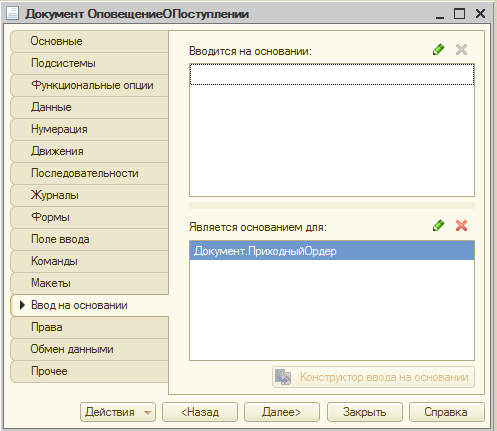 Документ ОповещениеОПоступлении
Основные
Подсистемы
Функциональные опции
Данные
Нумерация
Движения
Последовательности
Журналы
Формы
Поле ввода
Команды
Макеты
Ввод на основании
Права
Обмен данными
Прочее
Вводится на основании:
Является основанием для:
Документ.ПриходныйОрдер
Конструктор ввода на основании
Действия
<Назад
Далее>
Закрыть
Справка